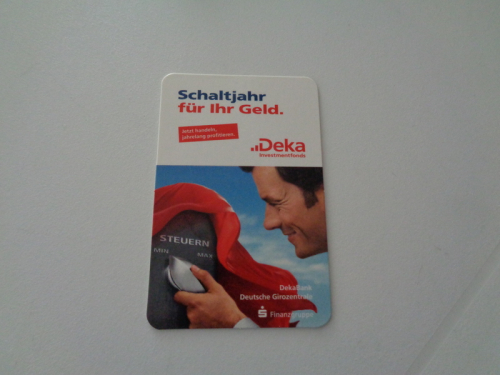 Schaltjahr
für Ihr Geld.
Jetzt handeln,
jahrelang profitieren.
Deka
Investmentfonds
STEUERN
MIN
MAX
DekaBank
Deutsche Girozentrale
Finanzgruppe